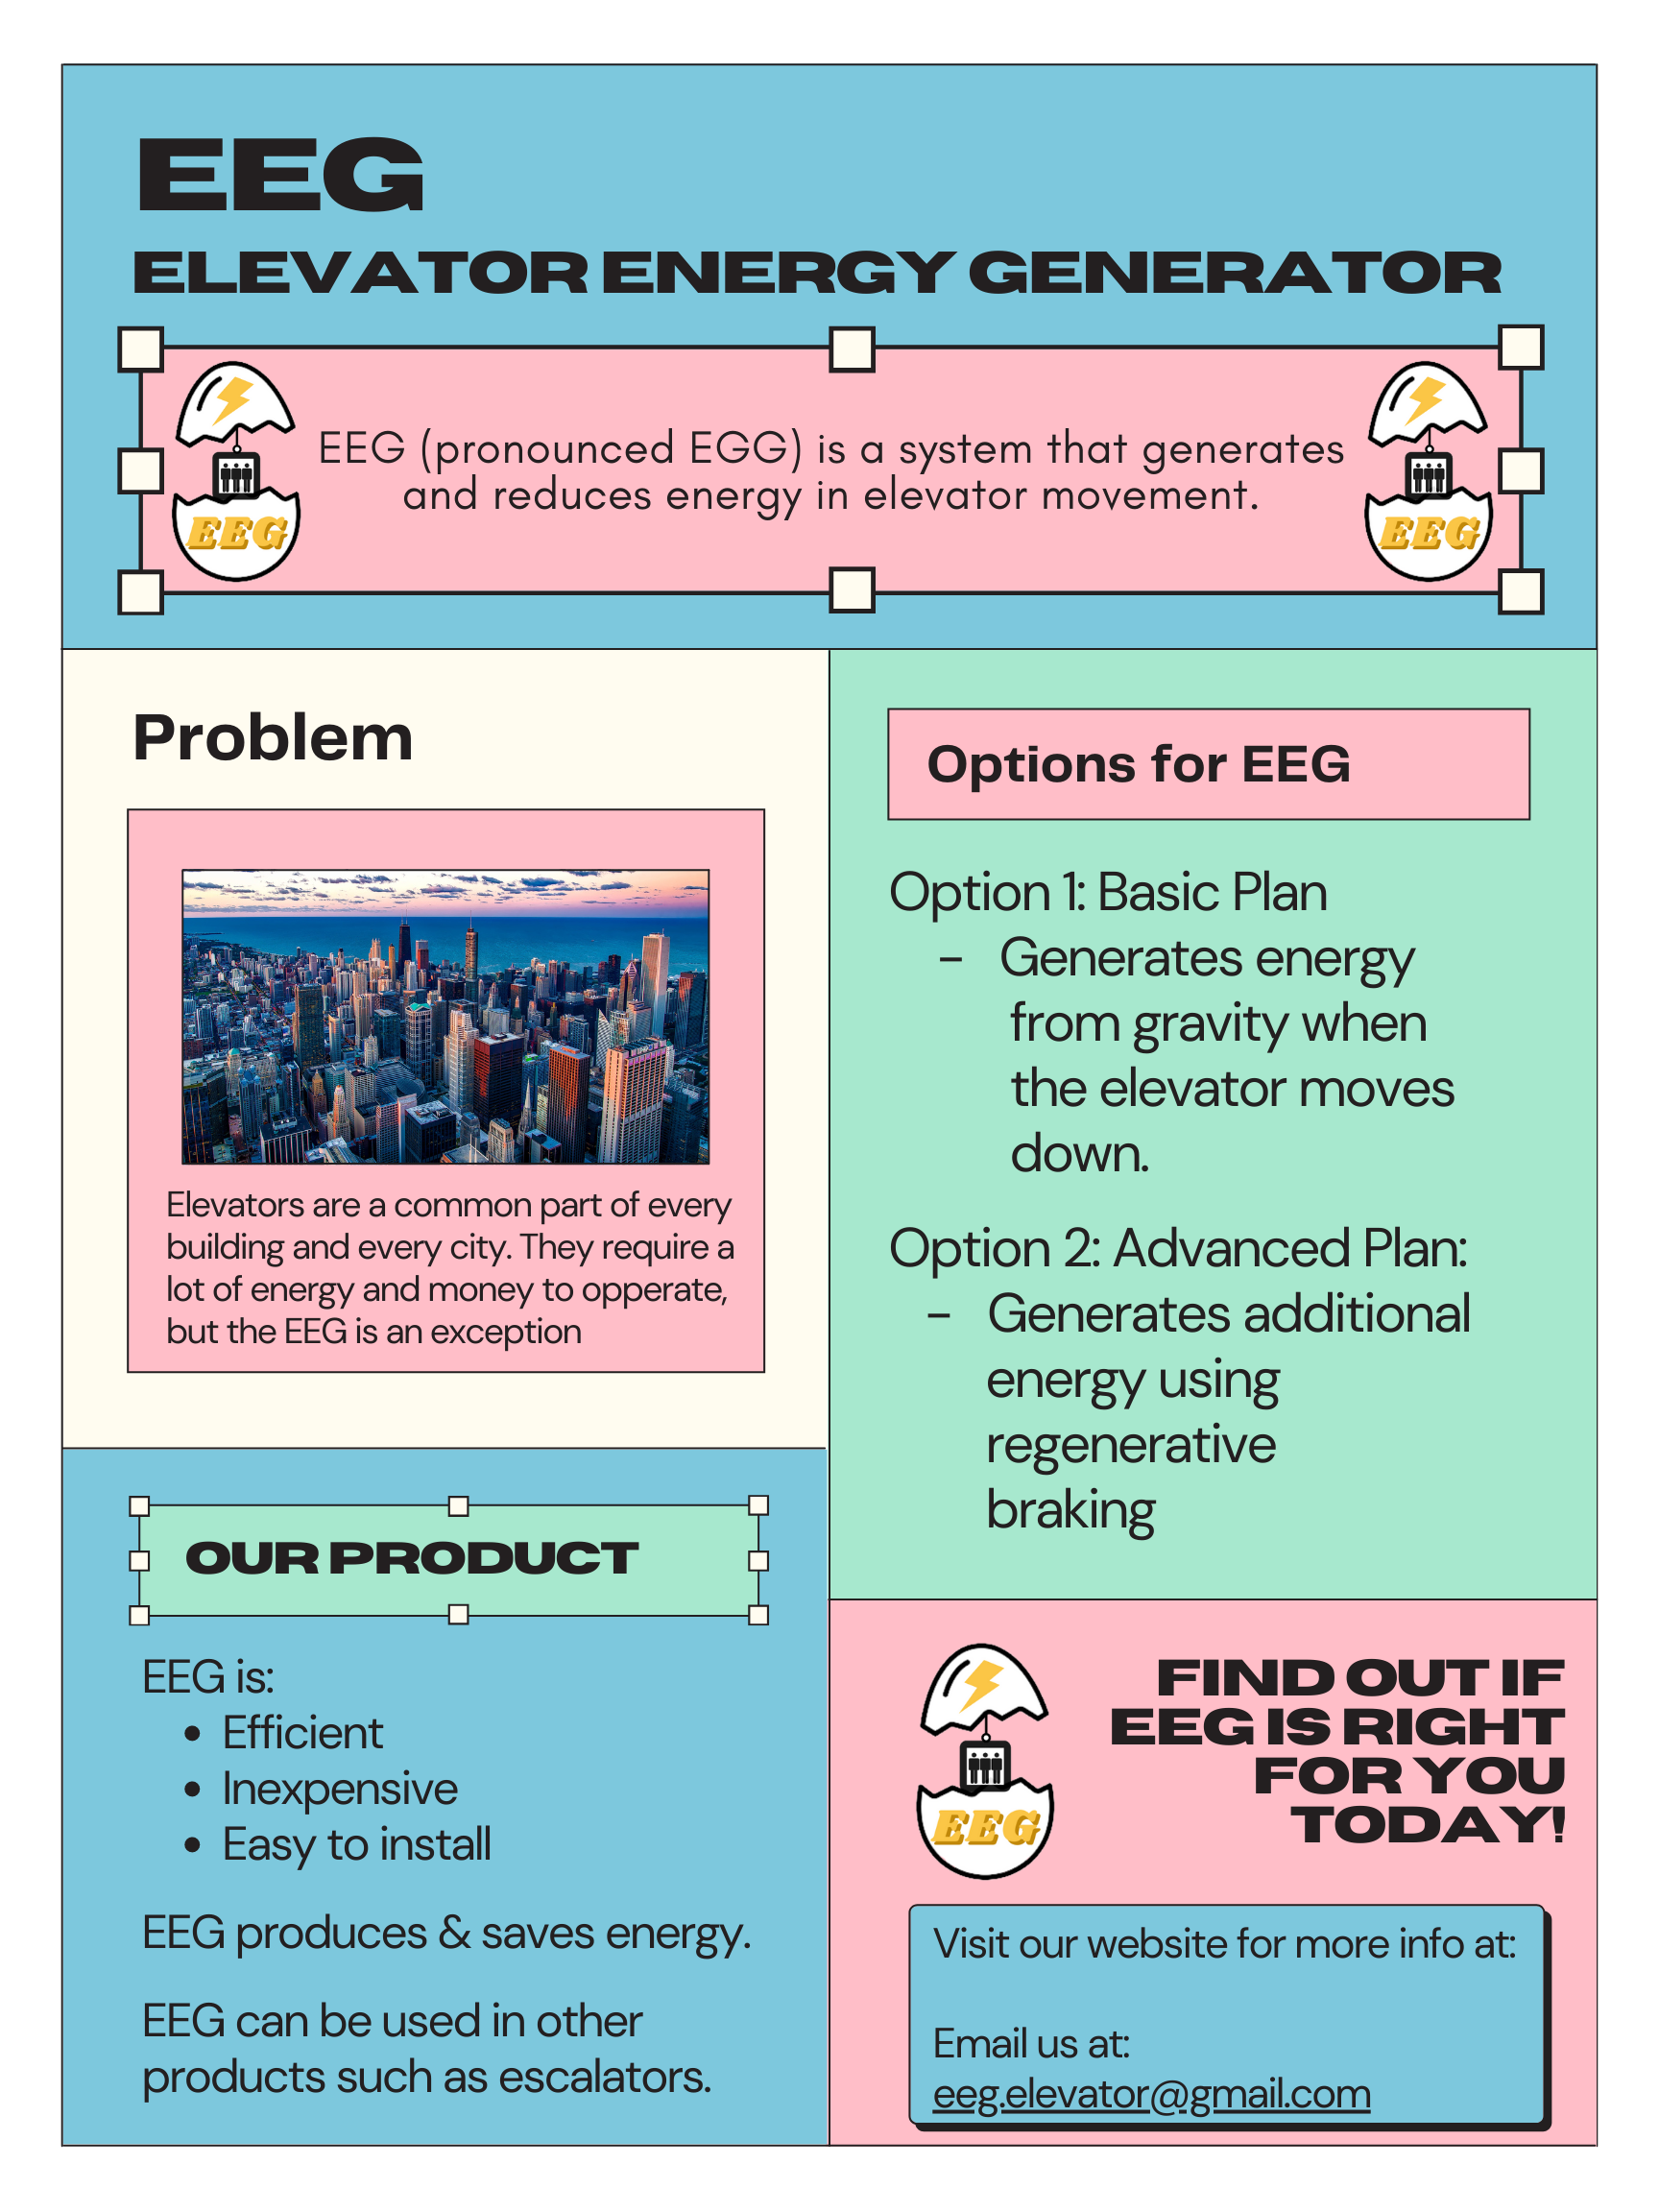 EEG
ELEVATOR ENERGY GENERATOR
EEG (pronounced EGG) is a system that generates
and reduces energy in elevator movement.
EEG
EEG
Problem
Elevators are a common part of every
building and every city. They require a
lot of energy and money to opperate,
but the EEG is an exception
Options for EEG
Option 1: Basic Plan
- Generates energy
from gravity when
the elevator moves
down.
Option 2: Advanced Plan:
- Generates additional
energy using
regenerative
braking
OUR PRODUCT
EEG is:
• Efficient
• Inexpensive
• Easy to install
EEG produces & saves energy.
EEG can be used in other
products such as escalators.
EEG
FIND OUT IF
EEG IS RIGHT
FOR YOU
TODAY!
Visit our website for more info at:
Email us at:
eeg.elevator@gmail.com